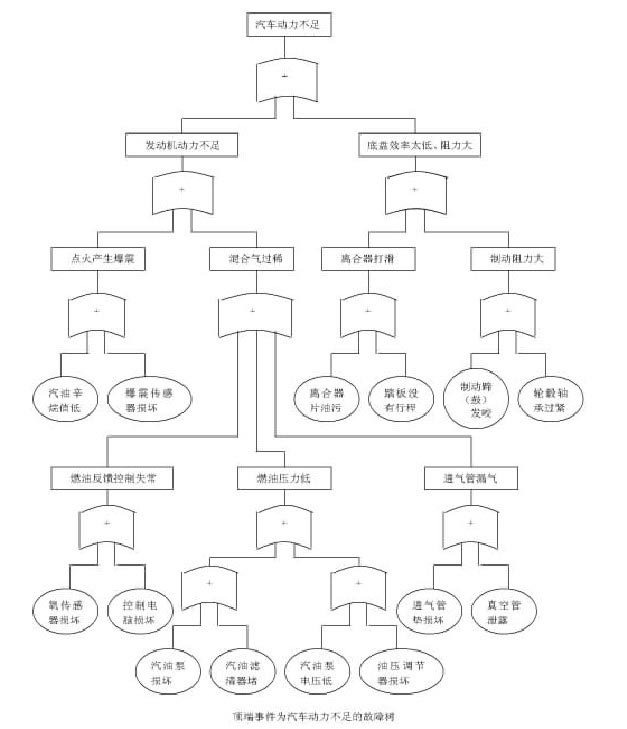 汽车动力不足
+
发动机动力不足
底盘效率太低、阻力大
+
+
点火产生爆震
混合气过稀
离合器打滑
制动阻力大
+
+
+
+
汽油辛
烷值低
爆震传感
器损坏
离合器
片油污
踏板没
有行程
制动蹄
（鼓）
发咬
轮毂轴
承过紧
燃油反馈控制失常
燃油压力低
进气管漏气
+
+
+
氧传感
器损坏
控制电
脑损坏
+
+
进气管
垫损坏
真空管
泄露
汽油泵
损坏
汽油滤
清器堵
汽油泵
电压低
油压调节
器损坏
顶端事件为汽车动力不足的故障树